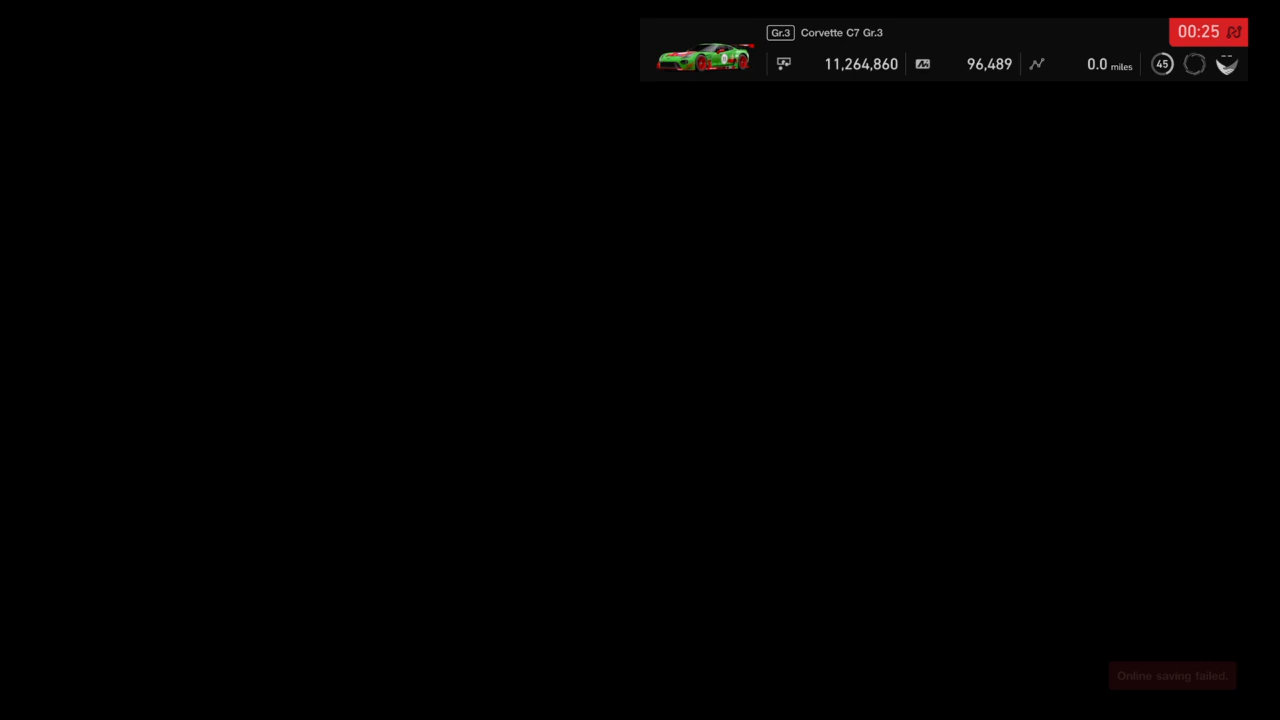 00:25
Gr.3 Corvette C7 Gr.3
11,264,860 96,489 0.0 miles 45
Online saving failed.